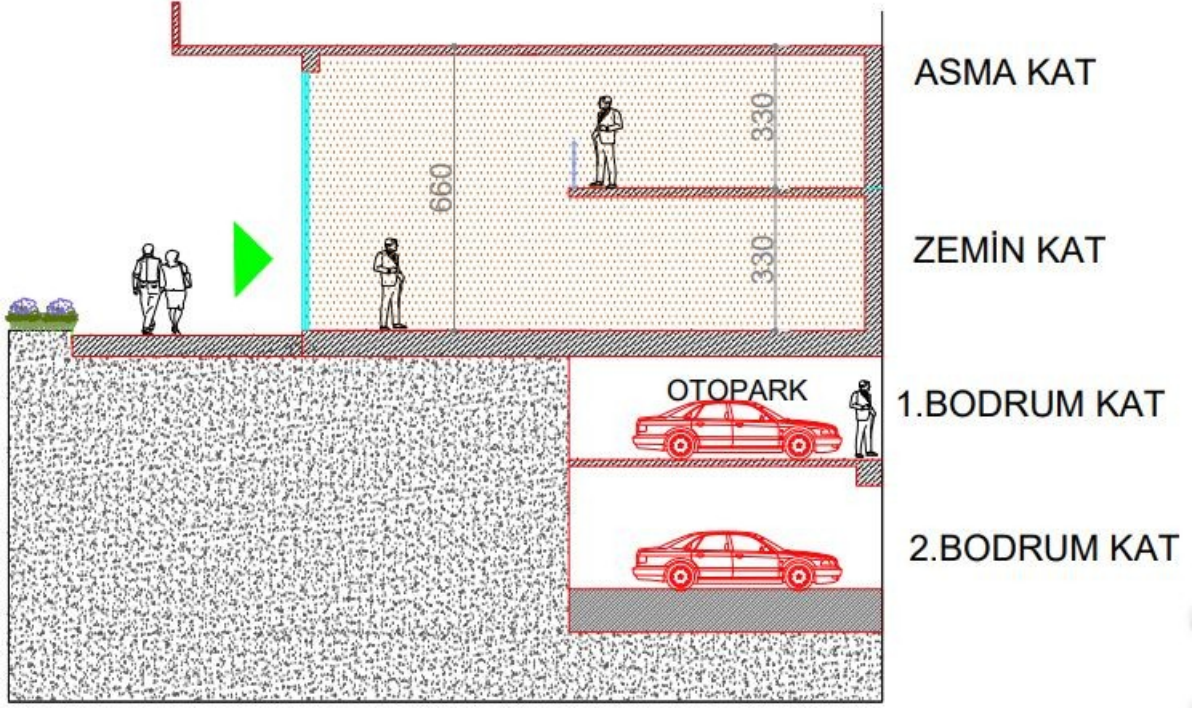 ASMA KAT
330
660
ZEMİN KAT
330
OTOPARK
1.BODRUM KAT
2.BODRUM KAT